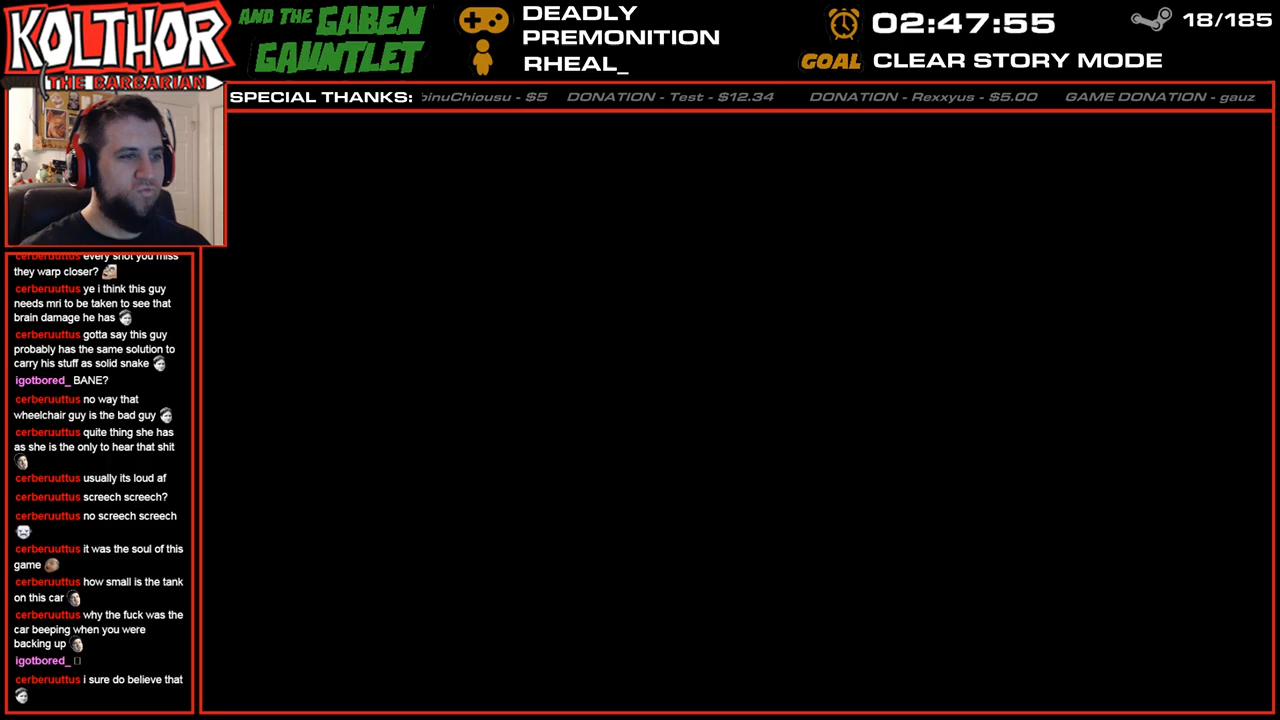 KOLTHOR
THE BARBARIAN
AND THE GABEN
GAUNTLET
DEADLY
PREMONITION
RHEAL_
02:47:55
GOAL CLEAR STORY MODE
18/185
SPECIAL THANKS: binuChiousu - $5 DONATION - Test - $12.34 DONATION - Rexxyus - $5.00 GAME DONATION - gauz
cerberuuttus every shot you miss
they warp closer?
cerberuuttus ye i think this guy
needs mri to be taken to see that
brain damage he has
cerberuuttus gotta say this guy
probably has the same solution to
carry his stuff as solid snake
igotbored_ BANE?
cerberuuttus no way that
wheelchair guy is the bad guy
cerberuuttus quite thing she has
as she is the only to hear that shit
cerberuuttus usually its loud af
cerberuuttus screech screech?
cerberuuttus no screech screech
cerberuuttus it was the soul of this
game
cerberuuttus how small is the tank
on this car
cerberuuttus why the fuck was the
car beeping when you were
backing up
igotbored_
cerberuuttus i sure do believe that